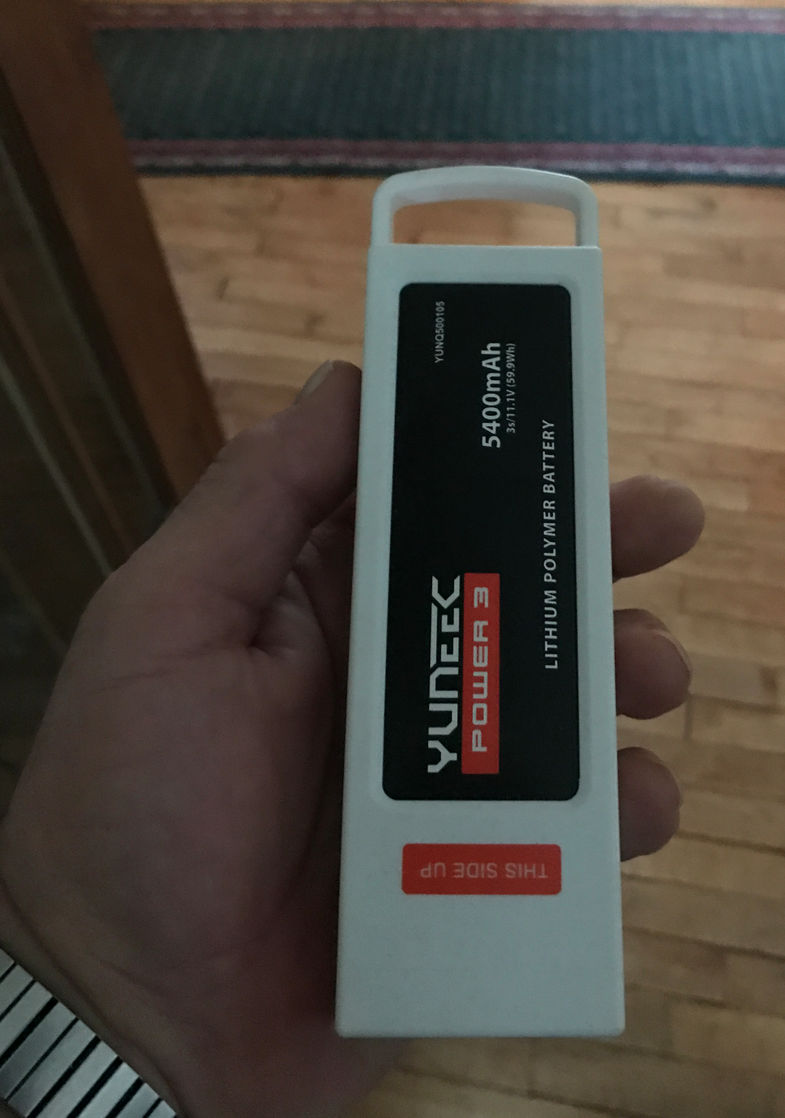 YUNQ500105
5400mAh
3s/11.1V (59.9Wh)
YUNEEC
POWER 3
LITHIUM POLYMER BATTERY
THIS SIDE UP